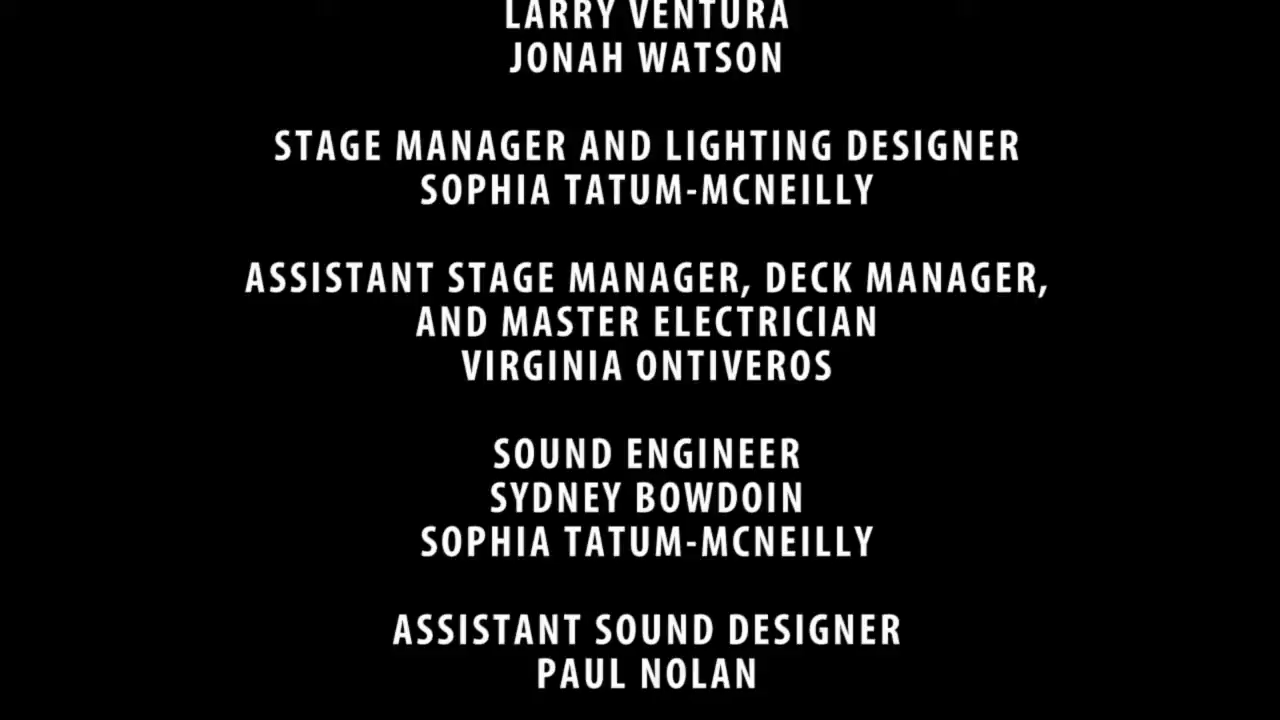 LARRY VENTURA
JONAH WATSON
STAGE MANAGER AND LIGHTING DESIGNER
SOPHIA TATUM-MCNEILLY
ASSISTANT STAGE MANAGER, DECK MANAGER,
AND MASTER ELECTRICIAN
VIRGINIA ONTIVEROS
SOUND ENGINEER
SYDNEY BOWDOIN
SOPHIA TATUM-MCNEILLY
ASSISTANT SOUND DESIGNER
PAUL NOLAN